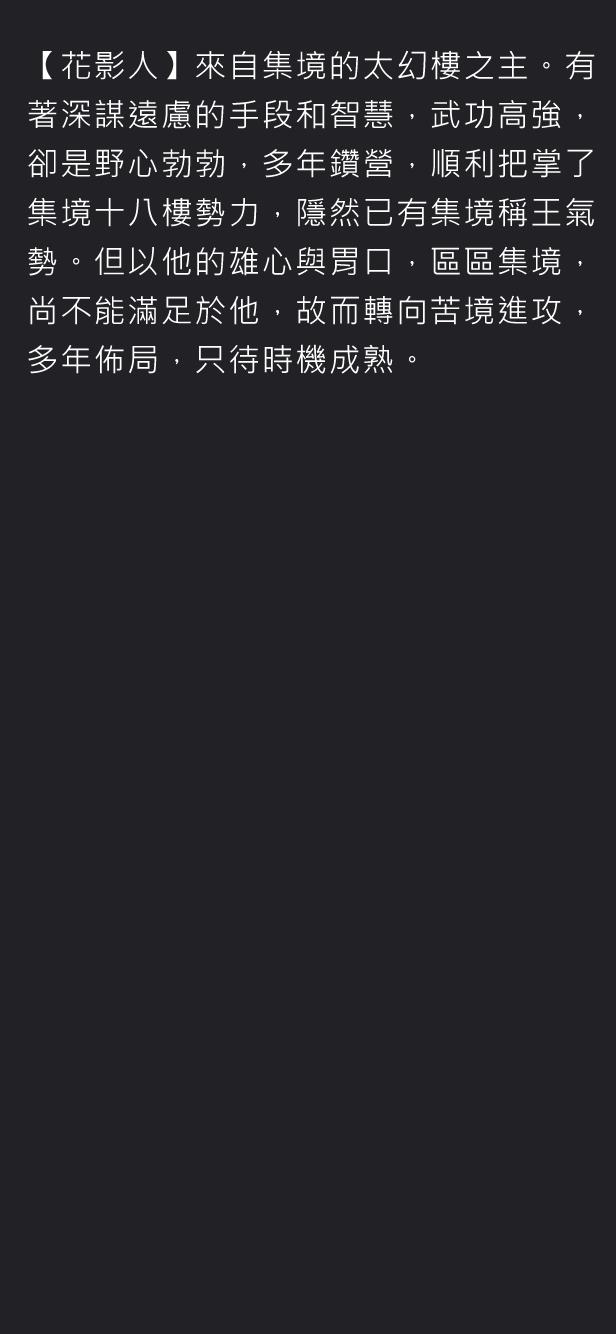 【花影人】來自集境的太幻樓之主。有
著深謀遠慮的手段和智慧，武功高強，
卻是野心勃勃，多年鑽營，順利把掌了
集境十八樓勢力，隱然已有集境稱王氣
勢。但以他的雄心與胃口，區區集境，
尚不能滿足於他，故而轉向苦境進攻，
多年佈局，只待時機成熟。